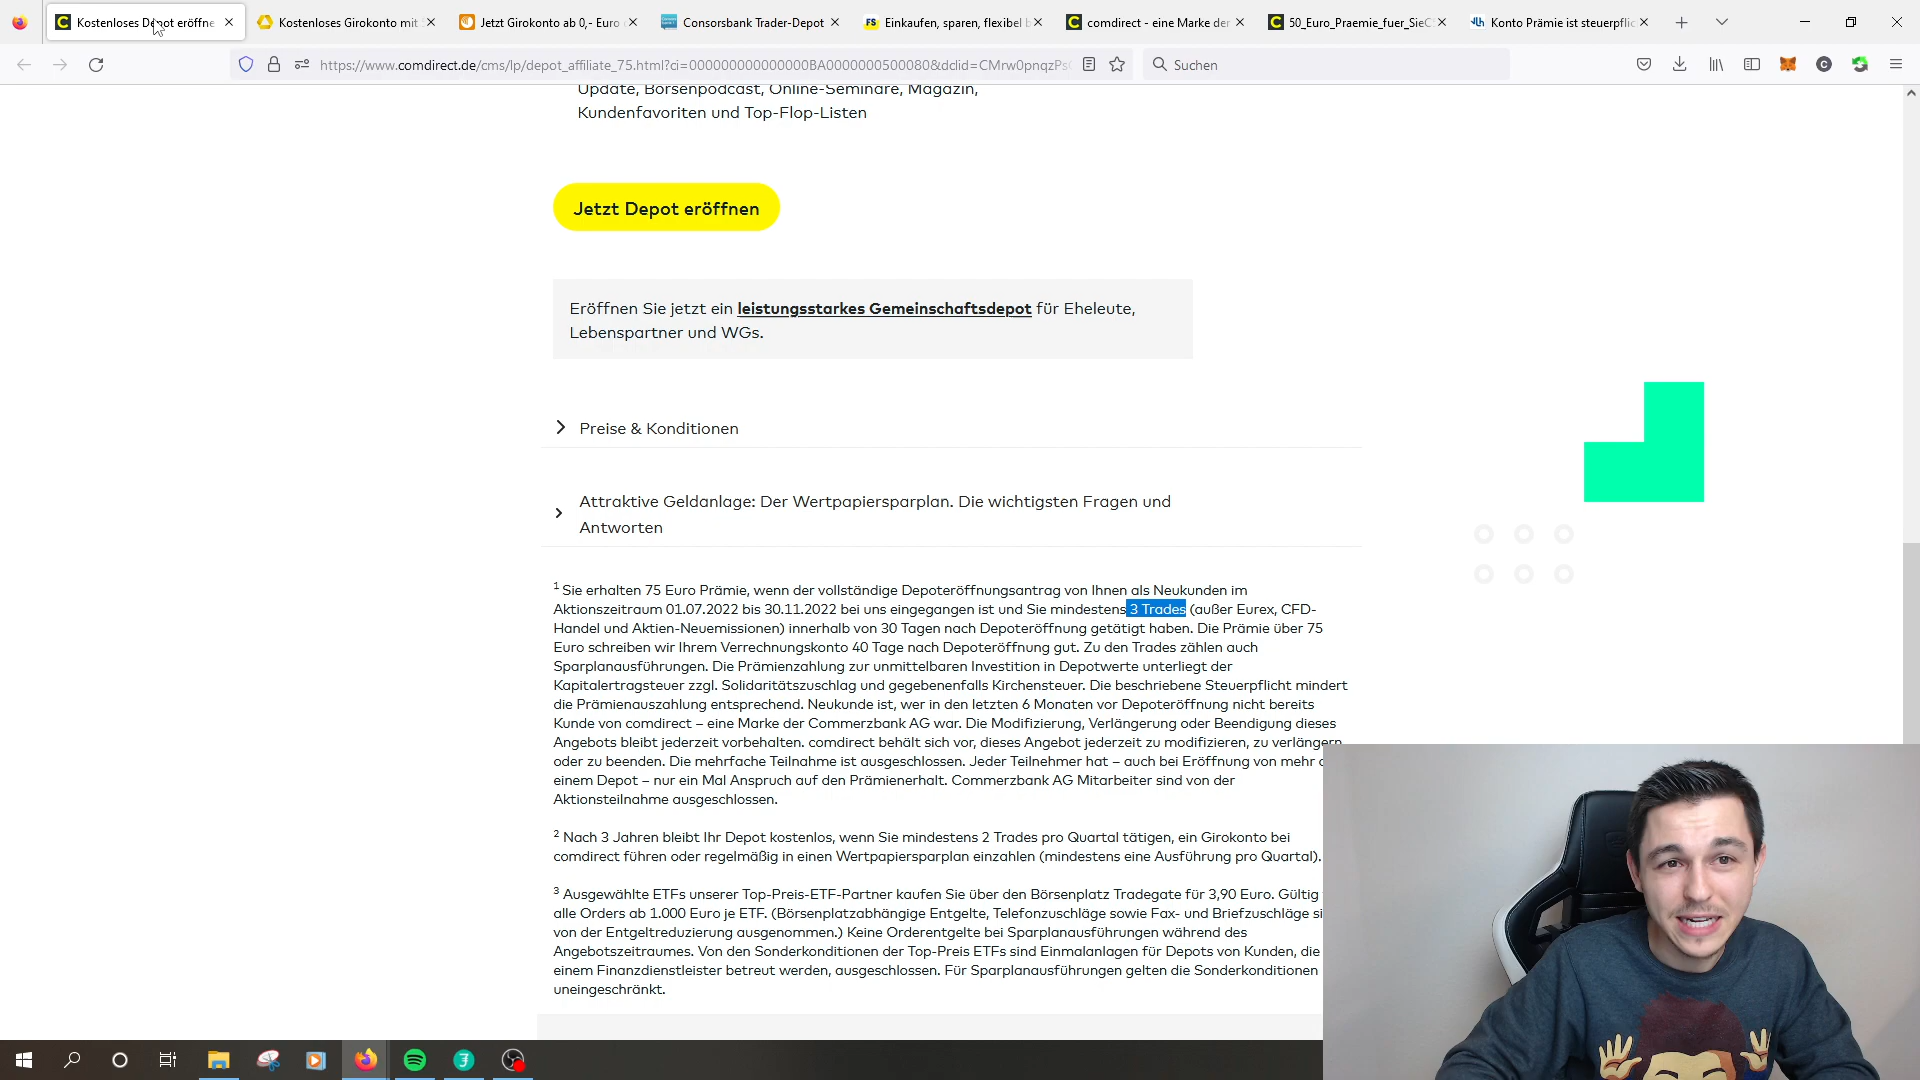 Kostenloses Depot eröffne
Kostenloses Girokonto mit
Jetzt Girokonto ab 0,- Euro
Consorsbank Trader-Depot
Einkaufen, sparen, flexibel b
comdirect - eine Marke der
50_Euro_Praemie_fuer_SieC
Konto Prämie ist steuerpflic
https://www.comdirect.de/cms/lp/depot_affiliate_75.html?ci=000000000000000BA0000000500080&dclid=CMrw0pnqzPs
Suchen
Update, Börsenpodcast, Online-Seminare, Magazin,
Kundenfavoriten und Top-Flop-Listen
Jetzt Depot eröffnen
Eröffnen Sie jetzt ein leistungsstarkes Gemeinschaftsdepot für Eheleute,
Lebenspartner und WGs.
Preise & Konditionen
Attraktive Geldanlage: Der Wertpapiersparplan. Die wichtigsten Fragen und
Antworten
1 Sie erhalten 75 Euro Prämie, wenn der vollständige Depoteröffnungsantrag von Ihnen als Neukunden im
Aktionszeitraum 01.07.2022 bis 30.11.2022 bei uns eingegangen ist und Sie mindestens 3 Trades (außer Eurex, CFD-
Handel und Aktien-Neuemissionen) innerhalb von 30 Tagen nach Depoteröffnung getätigt haben. Die Prämie über 75
Euro schreiben wir Ihrem Verrechnungskonto 40 Tage nach Depoteröffnung gut. Zu den Trades zählen auch
Sparplanausführungen. Die Prämienzahlung zur unmittelbaren Investition in Depotwerte unterliegt der
Kapitalertragsteuer zzgl. Solidaritätszuschlag und gegebenenfalls Kirchensteuer. Die beschriebene Steuerpflicht mindert
die Prämienauszahlung entsprechend. Neukunde ist, wer in den letzten 6 Monaten vor Depoteröffnung nicht bereits
Kunde von comdirect – eine Marke der Commerzbank AG war. Die Modifizierung, Verlängerung oder Beendigung dieses
Angebots bleibt jederzeit vorbehalten. comdirect behält sich vor, dieses Angebot jederzeit zu modifizieren, zu verlängern
oder zu beenden. Die mehrfache Teilnahme ist ausgeschlossen. Jeder Teilnehmer hat – auch bei Eröffnung von mehr
einem Depot – nur ein Mal Anspruch auf den Prämienerhalt. Commerzbank AG Mitarbeiter sind von der
Aktionsteilnahme ausgeschlossen.
2 Nach 3 Jahren bleibt Ihr Depot kostenlos, wenn Sie mindestens 2 Trades pro Quartal tätigen, ein Girokonto bei
comdirect führen oder regelmäßig in einen Wertpapiersparplan einzahlen (mindestens eine Ausführung pro Quartal).
3 Ausgewählte ETFs unserer Top-Preis-ETF-Partner kaufen Sie über den Börsenplatz Tradegate für 3,90 Euro. Gültig
alle Orders ab 1.000 Euro je ETF. (Börsenplatzabhängige Entgelte, Telefonzuschläge sowie Fax- und Briefzuschläge si
von der Entgeltreduzierung ausgenommen.) Keine Orderentgelte bei Sparplanausführungen während des
Angebotszeitraumes. Von den Sonderkonditionen der Top-Preis ETFs sind Einmalanlagen für Depots von Kunden, die
einem Finanzdienstleister betreut werden, ausgeschlossen. Für Sparplanausführungen gelten die Sonderkonditionen
uneingeschränkt.